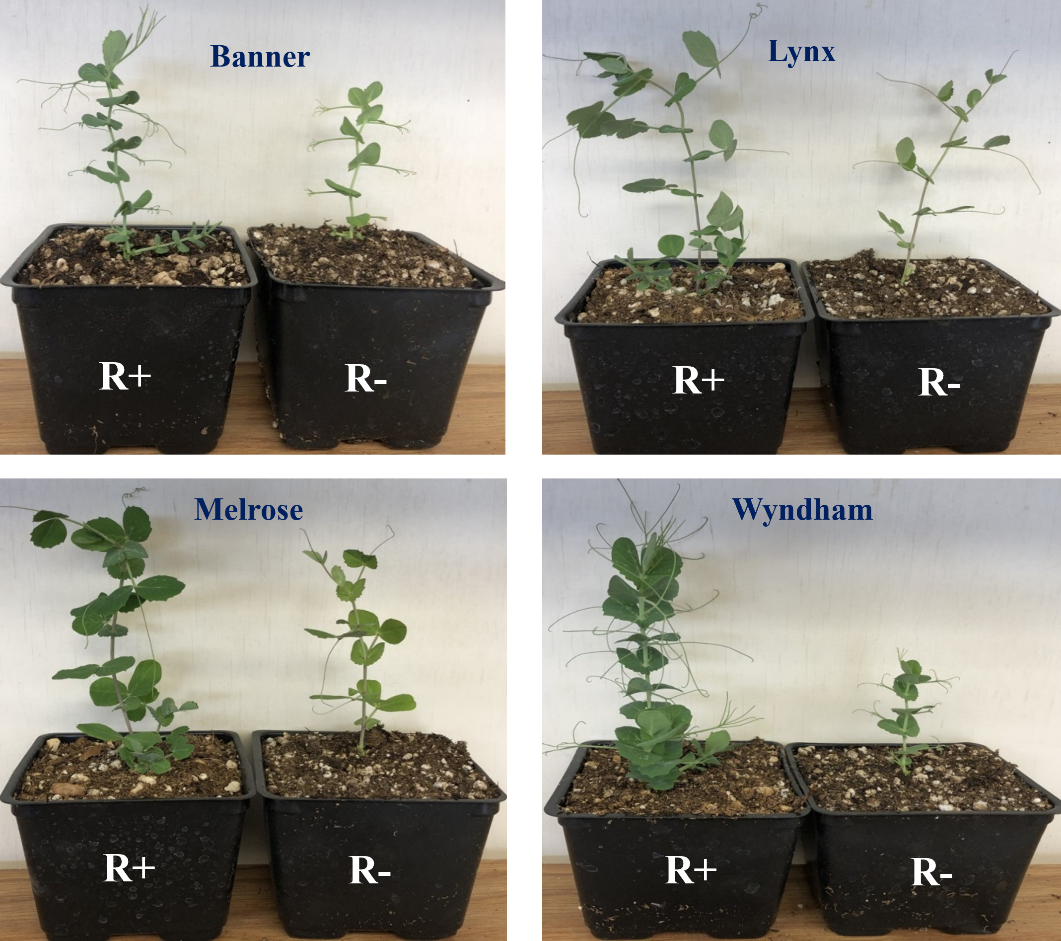 Banner
R+
R-
Lynx
R+
R-
Melrose
R+
R-
Wyndham
R+
R-